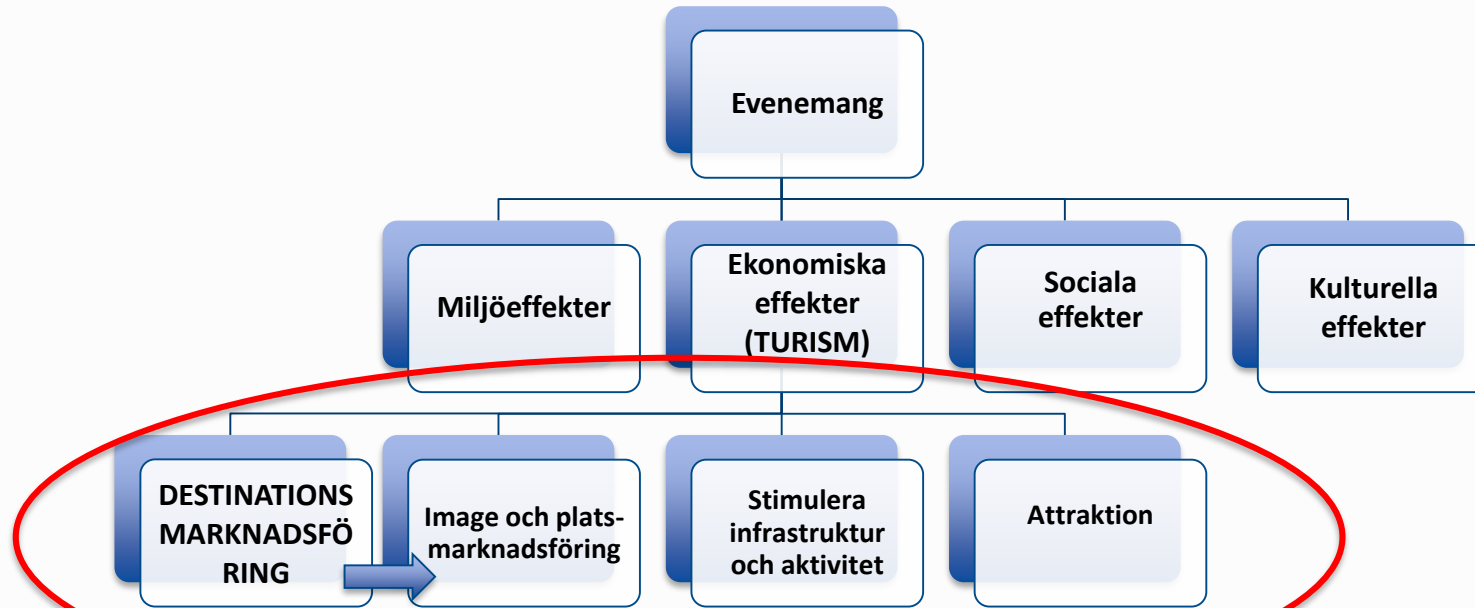 Evenemang
Miljöeffekter
Ekonomiska
effekter
(TURISM)
Sociala
effekter
Kulturella
effekter
DESTINATIONS
MARKNADSFÖ
RING
Image och plats-
marknadsföring
Stimulera
infrastruktur
och aktivitet
Attraktion